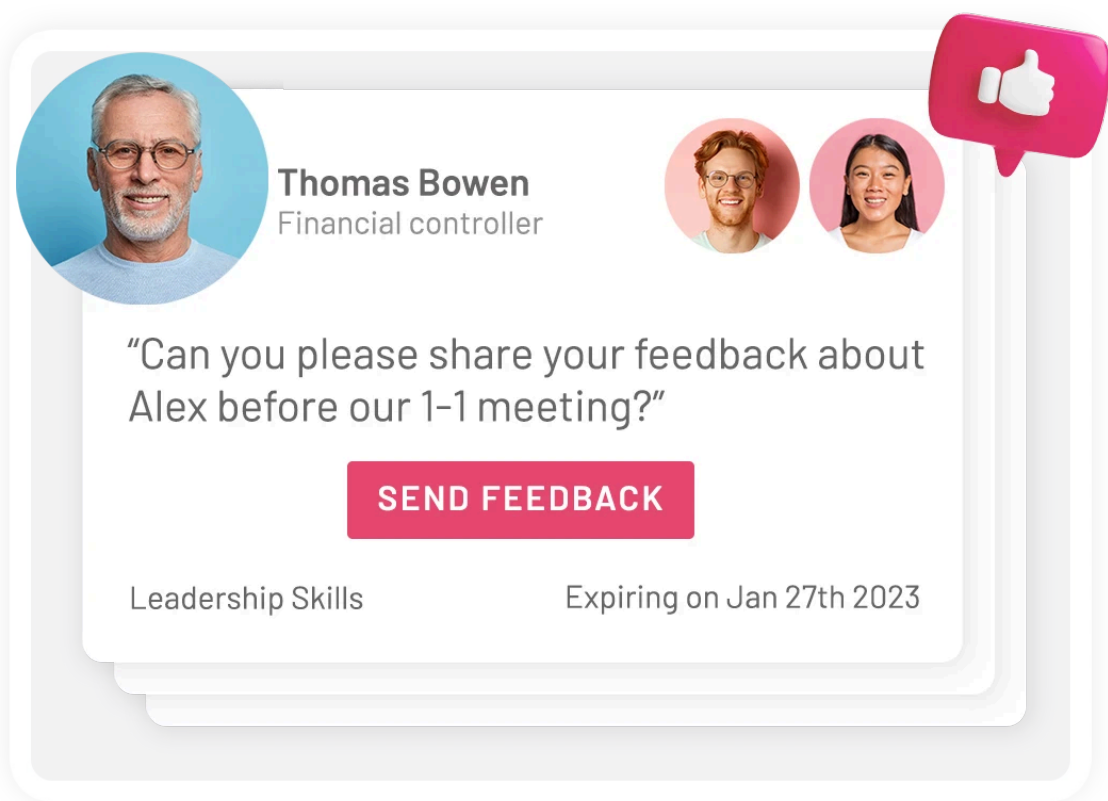 Thomas Bowen
Financial controller
“Can you please share your feedback about
Alex before our 1-1 meeting?”
SEND FEEDBACK
Leadership Skills
Expiring on Jan 27th 2023